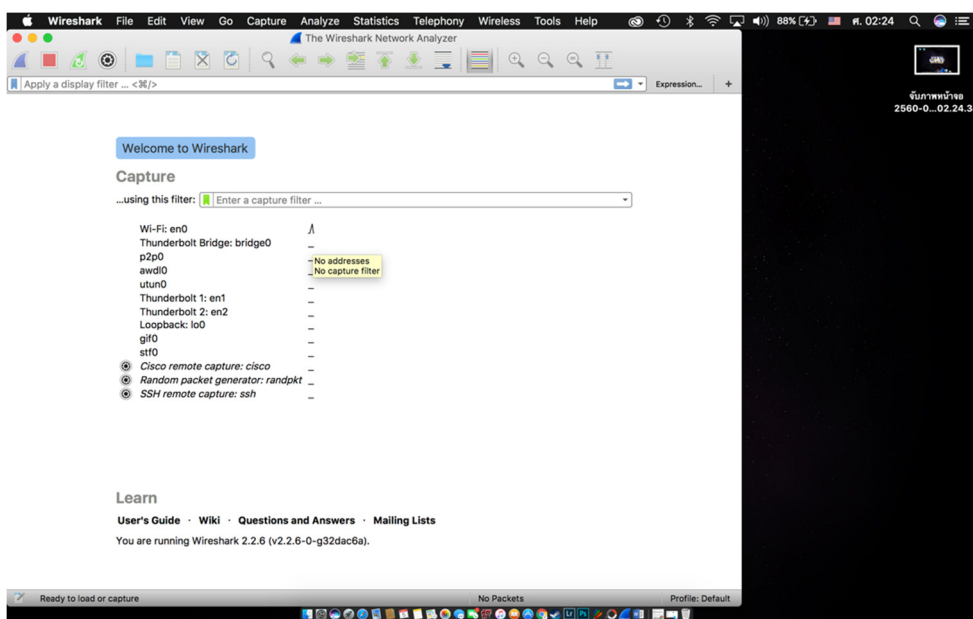 Wireshark File Edit View Go Capture Analyze Statistics Telephony Wireless Tools Help 88% ศ. 02:24
The Wireshark Network Analyzer
Apply a display filter ... <⌘/> Expression... +
จับภาพหน้าจอ
2560-0...02.24.3
Welcome to Wireshark
Capture
...using this filter: Enter a capture filter ...
Wi-Fi: en0
Thunderbolt Bridge: bridge0
p2p0
No addresses
awdl0
No capture filter
utun0
Thunderbolt 1: en1
Thunderbolt 2: en2
Loopback: lo0
gif0
stf0
Cisco remote capture: cisco
Random packet generator: randpkt
SSH remote capture: ssh
Learn
User's Guide · Wiki · Questions and Answers · Mailing Lists
You are running Wireshark 2.2.6 (v2.2.6-0-g32dac6a).
Ready to load or capture No Packets Profile: Default